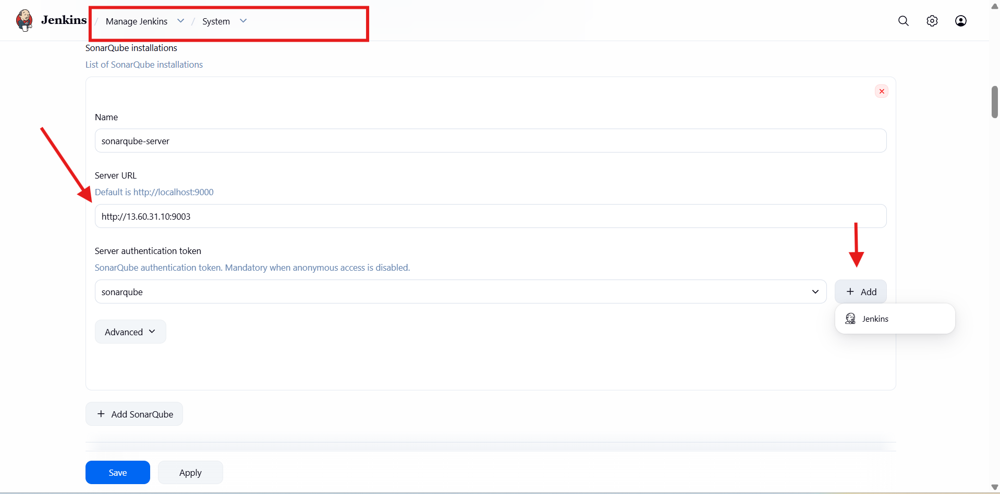 Jenkins / Manage Jenkins / System
SonarQube installations
List of SonarQube installations
Name
sonarqube-server
Server URL
Default is http://localhost:9000
http://13.60.31.10:9003
Server authentication token
SonarQube authentication token. Mandatory when anonymous access is disabled.
sonarqube
+ Add
Jenkins
Advanced
+ Add SonarQube
Save
Apply